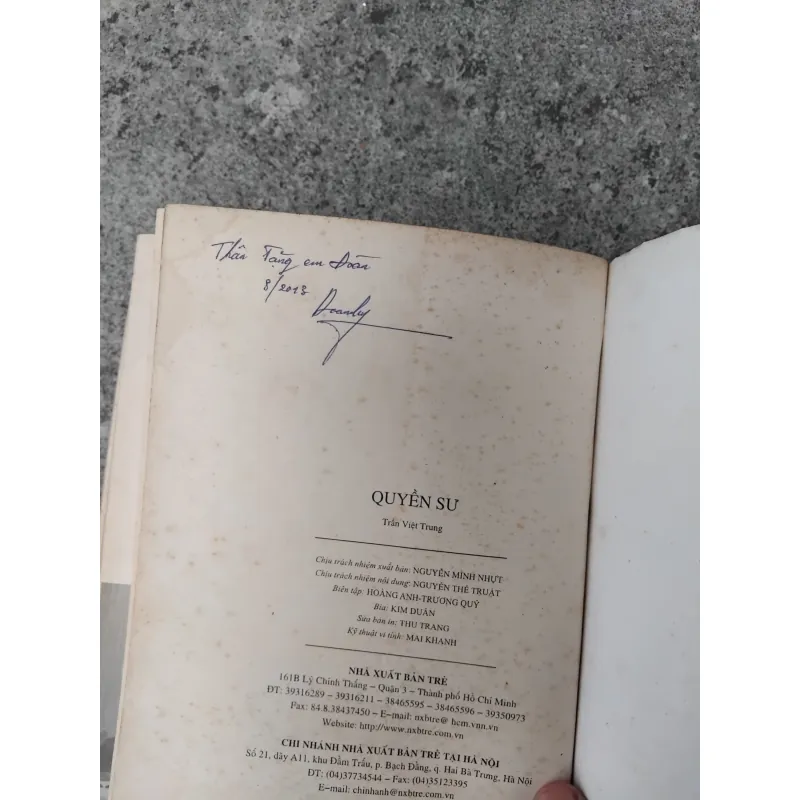 Thân Tặng em Đoàn
8/2013
QUYỀN SƯ
Trần Việt Trung
Chịu trách nhiệm xuất bản: NGUYỄN MINH NHỰT
Chịu trách nhiệm nội dung: NGUYỄN THẾ TRUẬT
Biên tập: HOÀNG ANH-TRƯƠNG QUÝ
Bìa: KIM DUẨN
Sửa bản in: THU TRANG
Kỹ thuật vi tính: MAI KHANH
NHÀ XUẤT BẢN TRẺ
161B Lý Chính Thắng – Quận 3 – Thành phố Hồ Chí Minh
ĐT: 39316289 – 39316211 – 38465595 – 38465596 – 39350973
Fax: 84.8.38437450 – E–mail: nxbtre@ hcm.vnn.vn
Website: http://www.nxbtre.com.vn
CHI NHÁNH NHÀ XUẤT BẢN TRẺ TẠI HÀ NỘI
Số 21, dãy A11, khu Đầm Trấu, p. Bạch Đằng, q. Hai Bà Trưng, Hà Nội
ĐT: (04)37734544 – Fax: (04)35123395
E–mail: chinhanh@nxbtre.com.vn